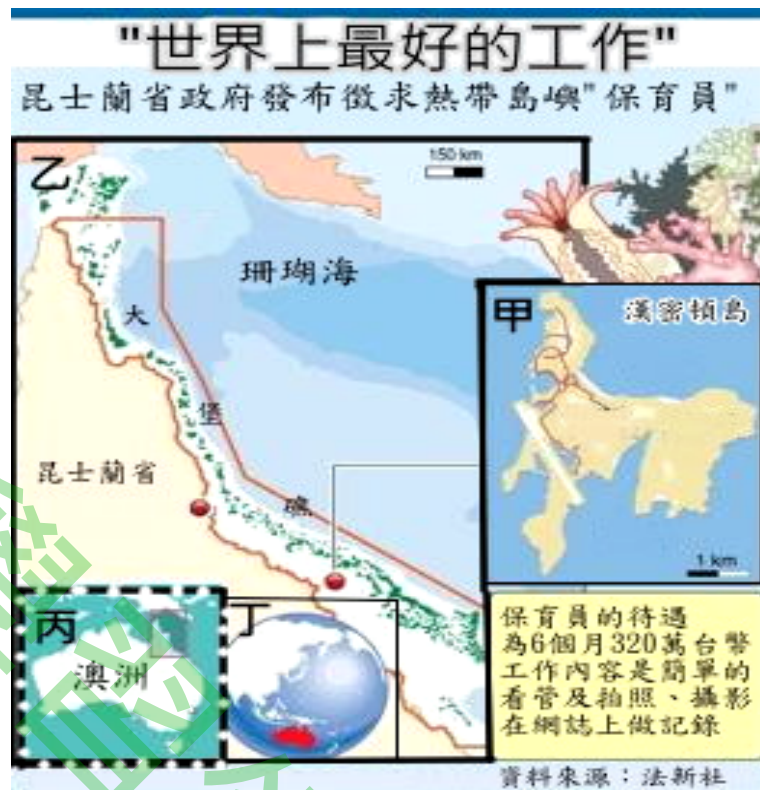 "世界上最好的工作"
昆士蘭省政府發布徵求熱帶島嶼"保育員"
乙
150 km
珊瑚海
大
堡
礁
昆士蘭省
甲
漢密頓島
1 km
丙
澳洲
丁
保育員的待遇
為6個月320萬台幣
工作內容是簡單的
看管及拍照、攝影
在網誌上做記錄
資料來源：法新社